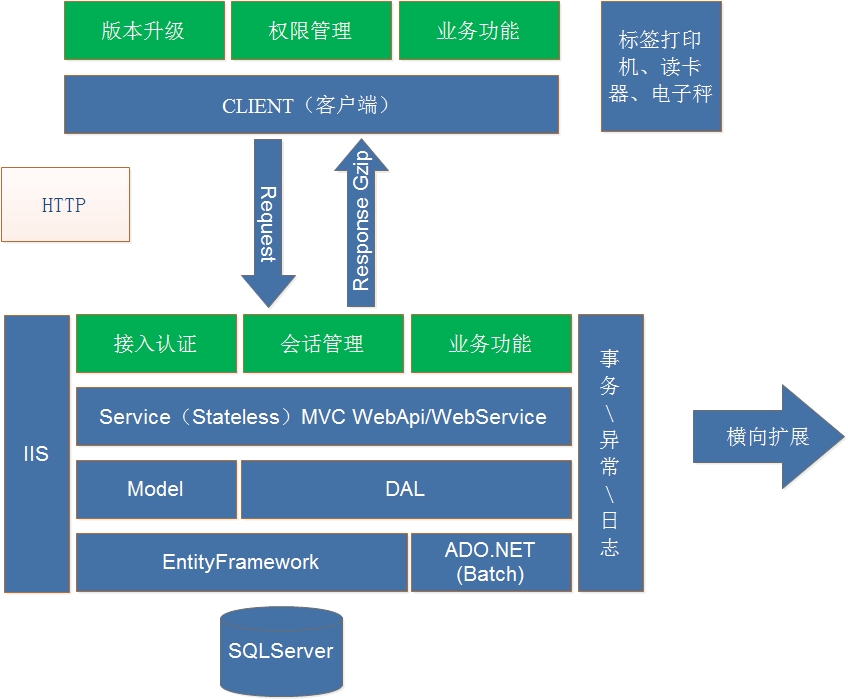 版本升级
权限管理
业务功能
标签打印
机、读卡
器、电子秤
CLIENT（客户端）
HTTP
Request
Response Gzip
接入认证
会话管理
业务功能
IIS
Service（Stateless）MVC WebApi/WebService
Model
DAL
EntityFramework
ADO.NET
(Batch)
事
务
\
异
常
\
日
志
横向扩展
SQLServer